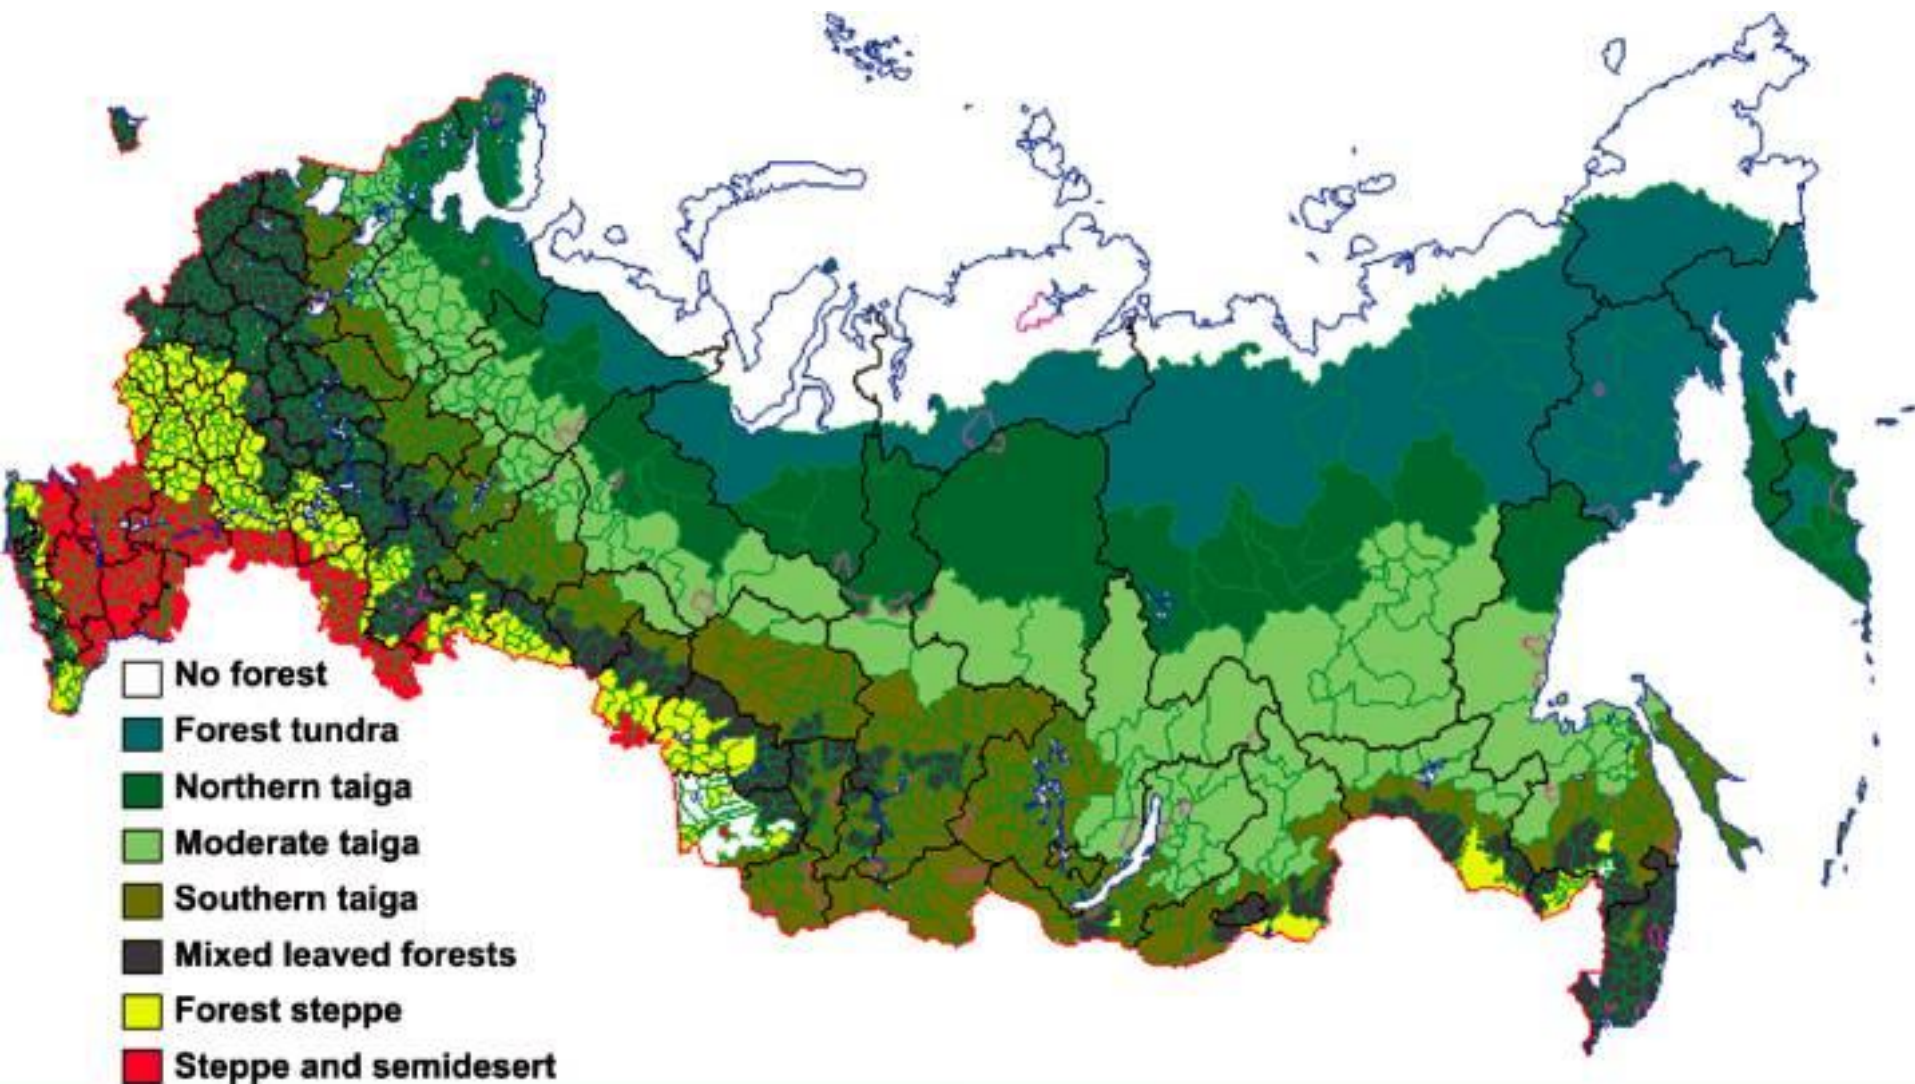 No forest
Forest tundra
Northern taiga
Moderate taiga
Southern taiga
Mixed leaved forests
Forest steppe
Steppe and semidesert